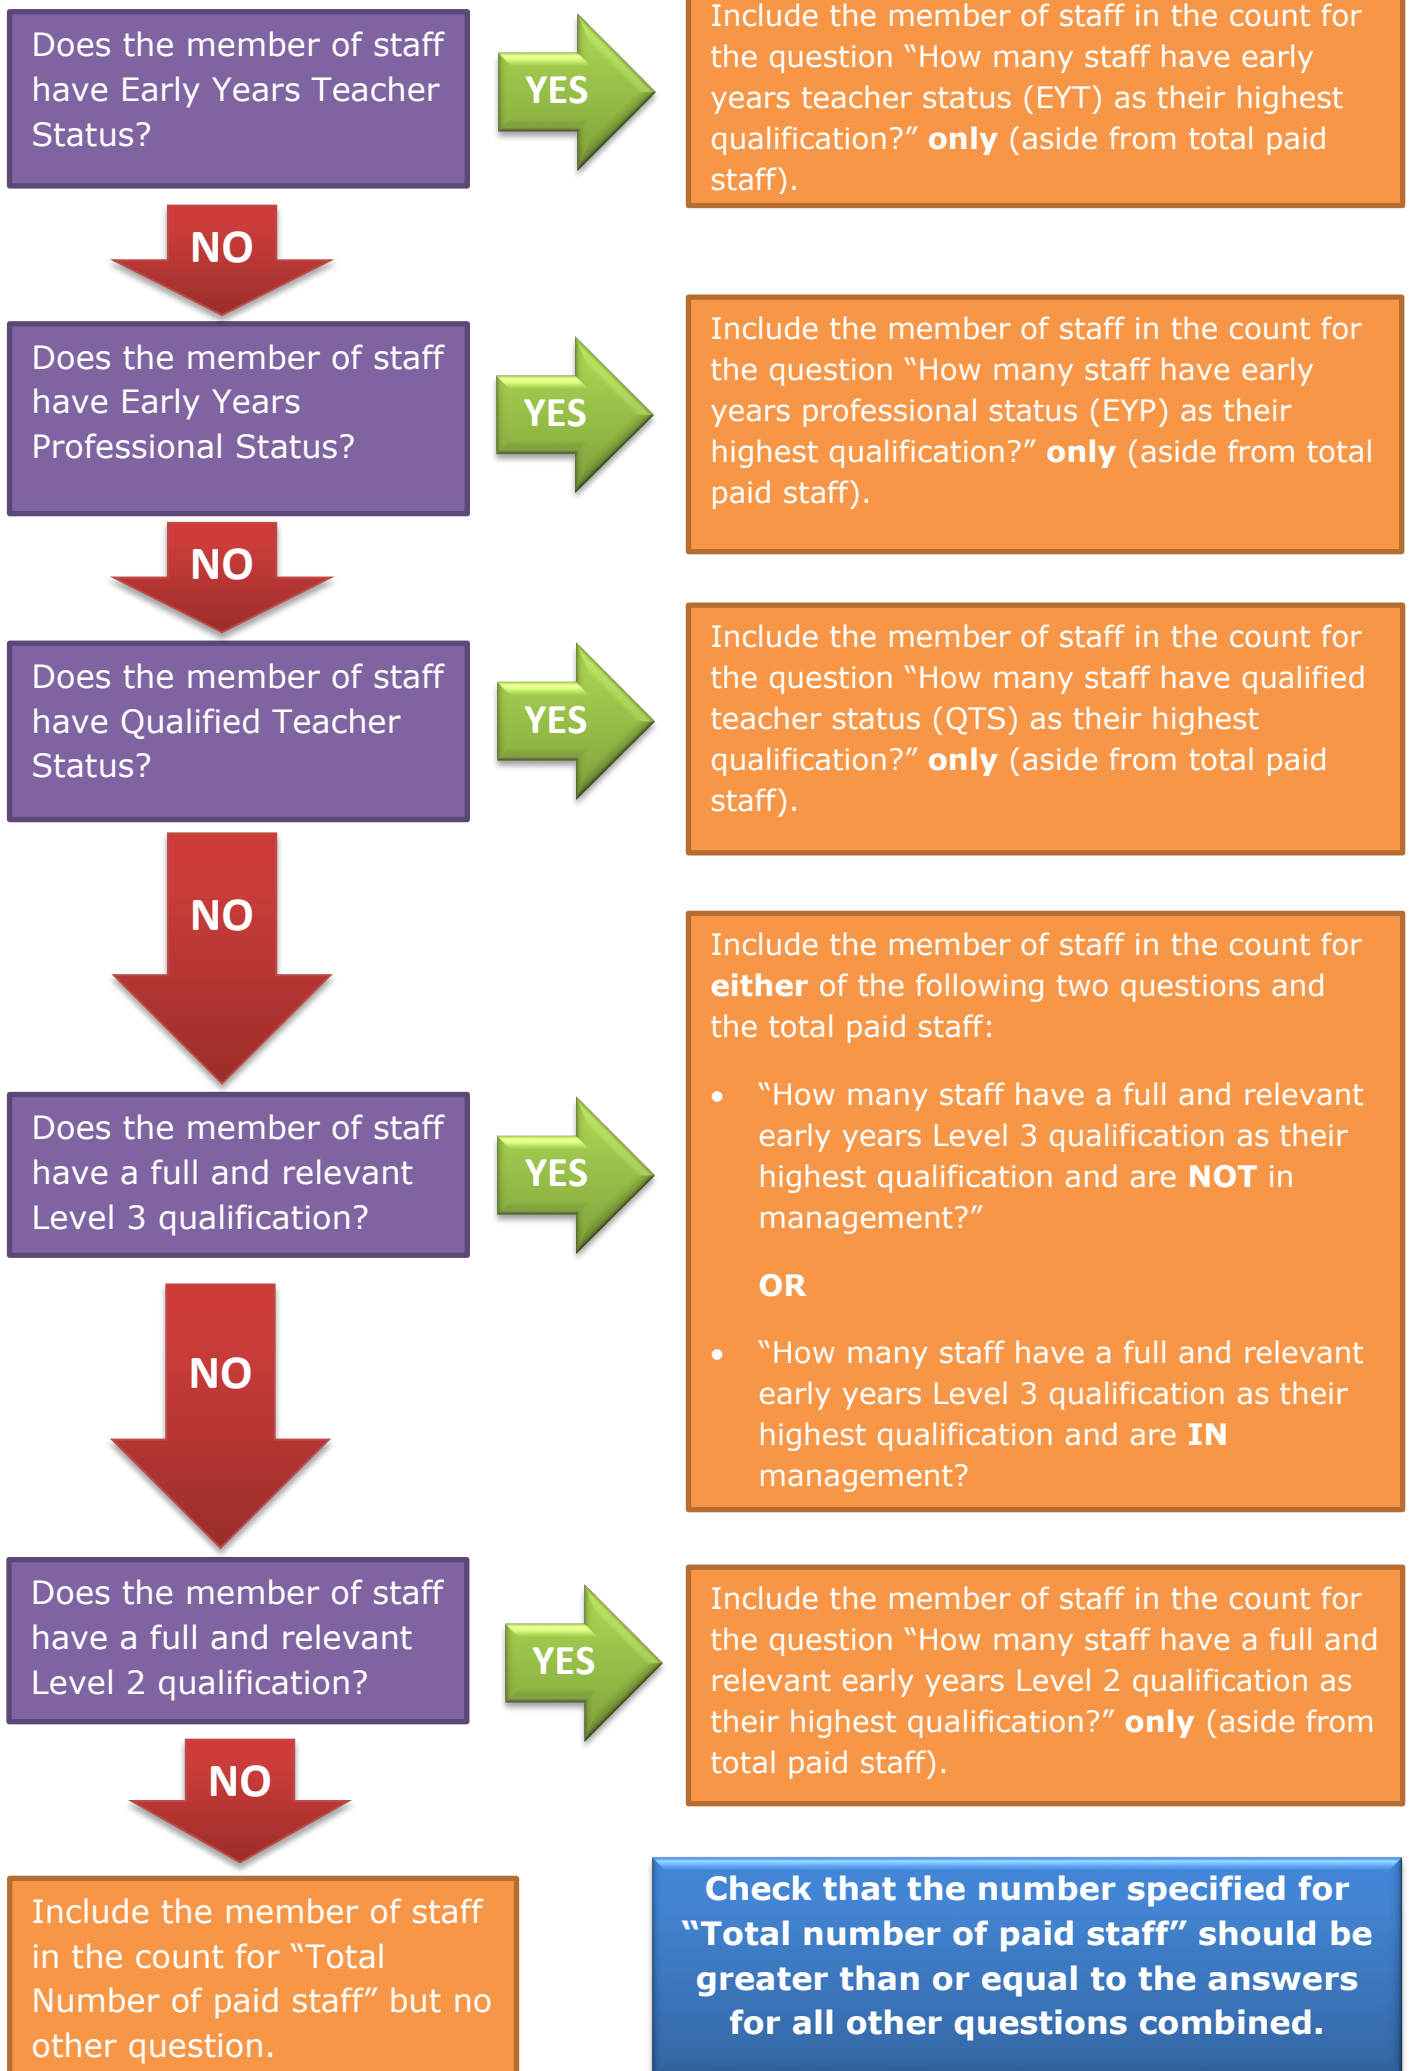 Does the member of staff
have Early Years Teacher
Status?
YES
Include the member of staff in the count for
the question “How many staff have early
years teacher status (EYT) as their highest
qualification?” only (aside from total paid
staff).
NO
Does the member of staff
have Early Years
Professional Status?
YES
Include the member of staff in the count for
the question “How many staff have early
years professional status (EYP) as their
highest qualification?” only (aside from total
paid staff).
NO
Does the member of staff
have Qualified Teacher
Status?
YES
Include the member of staff in the count for
the question “How many staff have qualified
teacher status (QTS) as their highest
qualification?” only (aside from total paid
staff).
NO
Does the member of staff
have a full and relevant
Level 3 qualification?
YES
Include the member of staff in the count for
either of the following two questions and
the total paid staff:
• “How many staff have a full and relevant
early years Level 3 qualification as their
highest qualification and are NOT in
management?”
OR
• “How many staff have a full and relevant
early years Level 3 qualification as their
highest qualification and are IN
management?
NO
Does the member of staff
have a full and relevant
Level 2 qualification?
YES
Include the member of staff in the count for
the question “How many staff have a full and
relevant early years Level 2 qualification as
their highest qualification?” only (aside from
total paid staff).
NO
Include the member of staff
in the count for “Total
Number of paid staff” but no
other question.
Check that the number specified for
“Total number of paid staff” should be
greater than or equal to the answers
for all other questions combined.